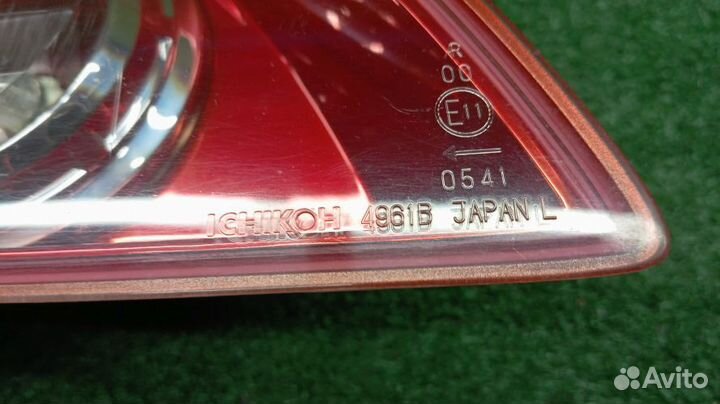 R
00
E11
0541
ICHIKOH 4961B JAPAN L
Avito